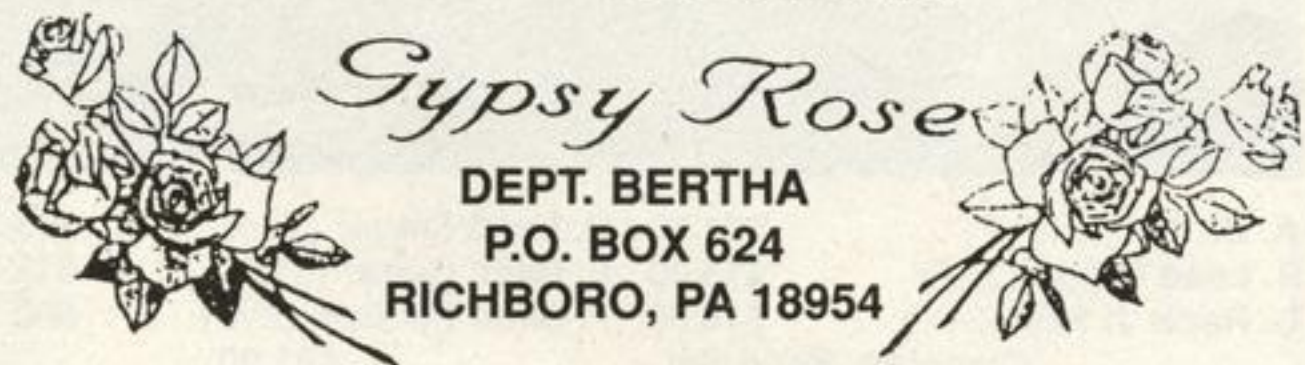 Gypsy Rose
DEPT. BERTHA
P.O. BOX 624
RICHBORO, PA 18954